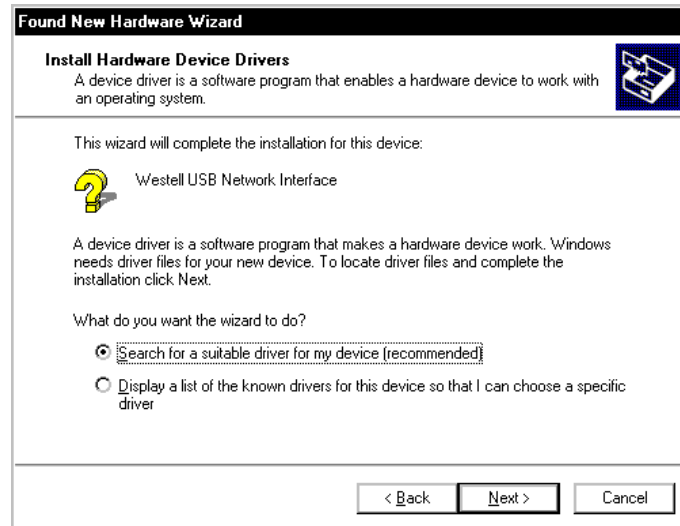 Found New Hardware Wizard
Install Hardware Device Drivers
A device driver is a software program that enables a hardware device to work with
an operating system.
This wizard will complete the installation for this device:
Westell USB Network Interface
A device driver is a software program that makes a hardware device work. Windows
needs driver files for your new device. To locate driver files and complete the
installation click Next.
What do you want the wizard to do?
Search for a suitable driver for my device (recommended)
Display a list of the known drivers for this device so that I can choose a specific
driver
< Back Next > Cancel